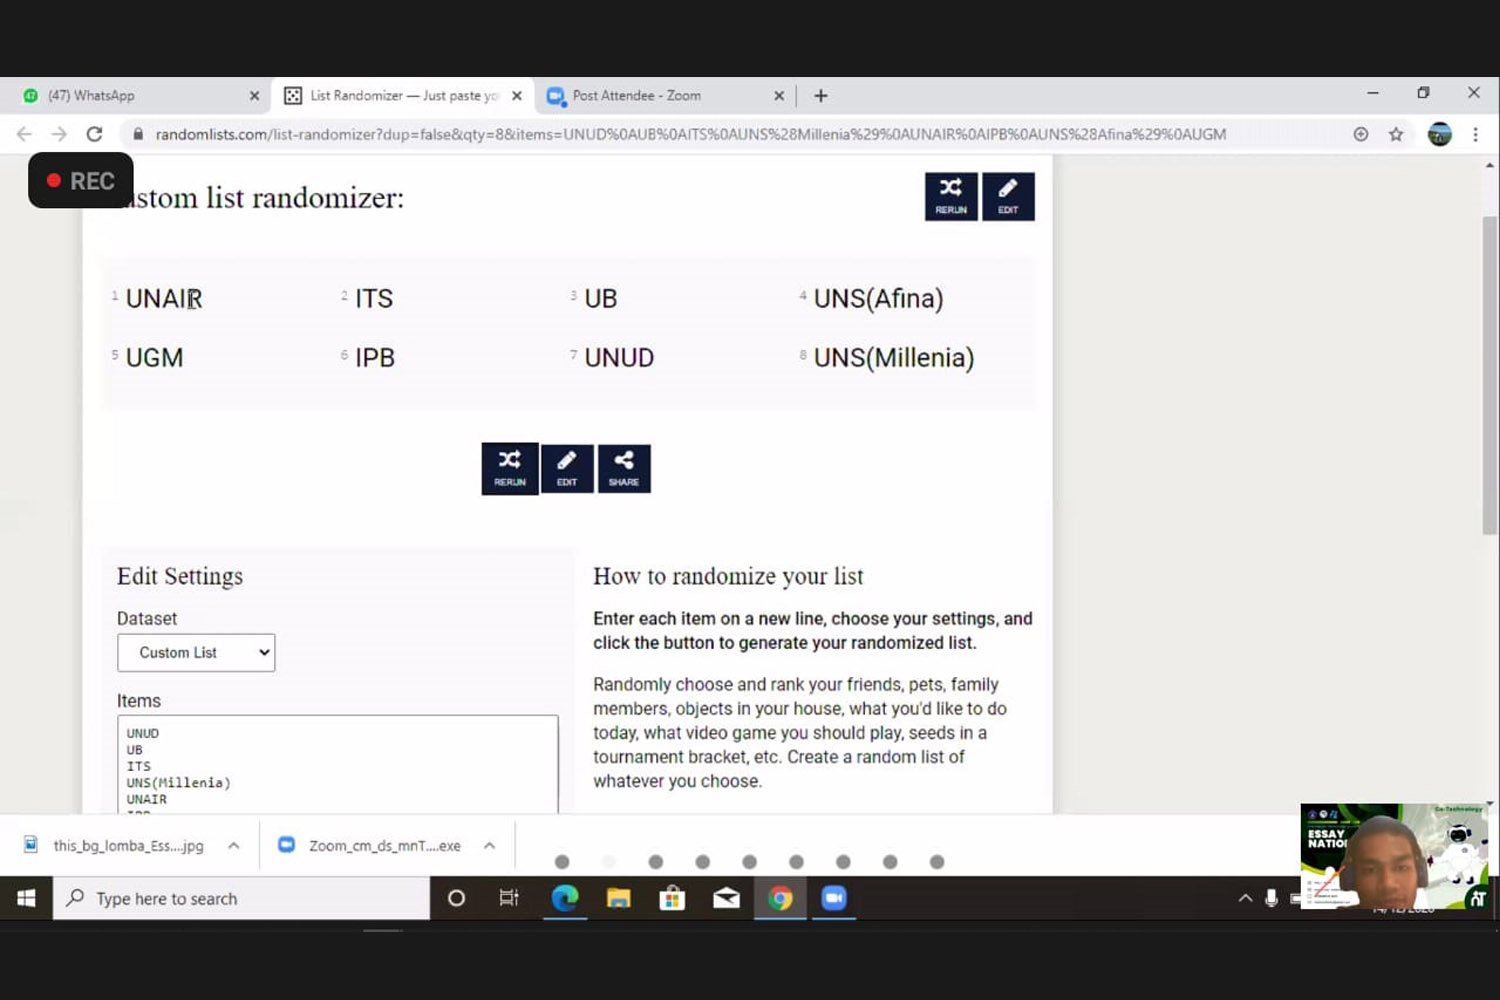 (47) WhatsApp
List Randomizer — Just paste yo
Post Attendee - Zoom
randomlists.com/list-randomizer?dup=false&qty=8&items=UNUD%0AUB%0AITS%0AUNS%28Millenia%29%0AUNAIR%0AIPB%0AUNS%28Afina%29%0AUGM
REC
ustom list randomizer:
RERUN EDIT
1 UNAIR 2 ITS 3 UB 4 UNS(Afina)
5 UGM 6 IPB 7 UNUD 8 UNS(Millenia)
RERUN EDIT SHARE
Edit Settings
Dataset
Custom List
Items
UNUD
UB
ITS
UNS(Millenia)
UNAIR
How to randomize your list
Enter each item on a new line, choose your settings, and
click the button to generate your randomized list.
Randomly choose and rank your friends, pets, family
members, objects in your house, what you'd like to do
today, what video game you should play, seeds in a
tournament bracket, etc. Create a random list of
whatever you choose.
Go-Technology
ESSAY
NATIO
this_bg_lomba_Ess....jpg
Zoom_cm_ds_mnT....exe
Type here to search